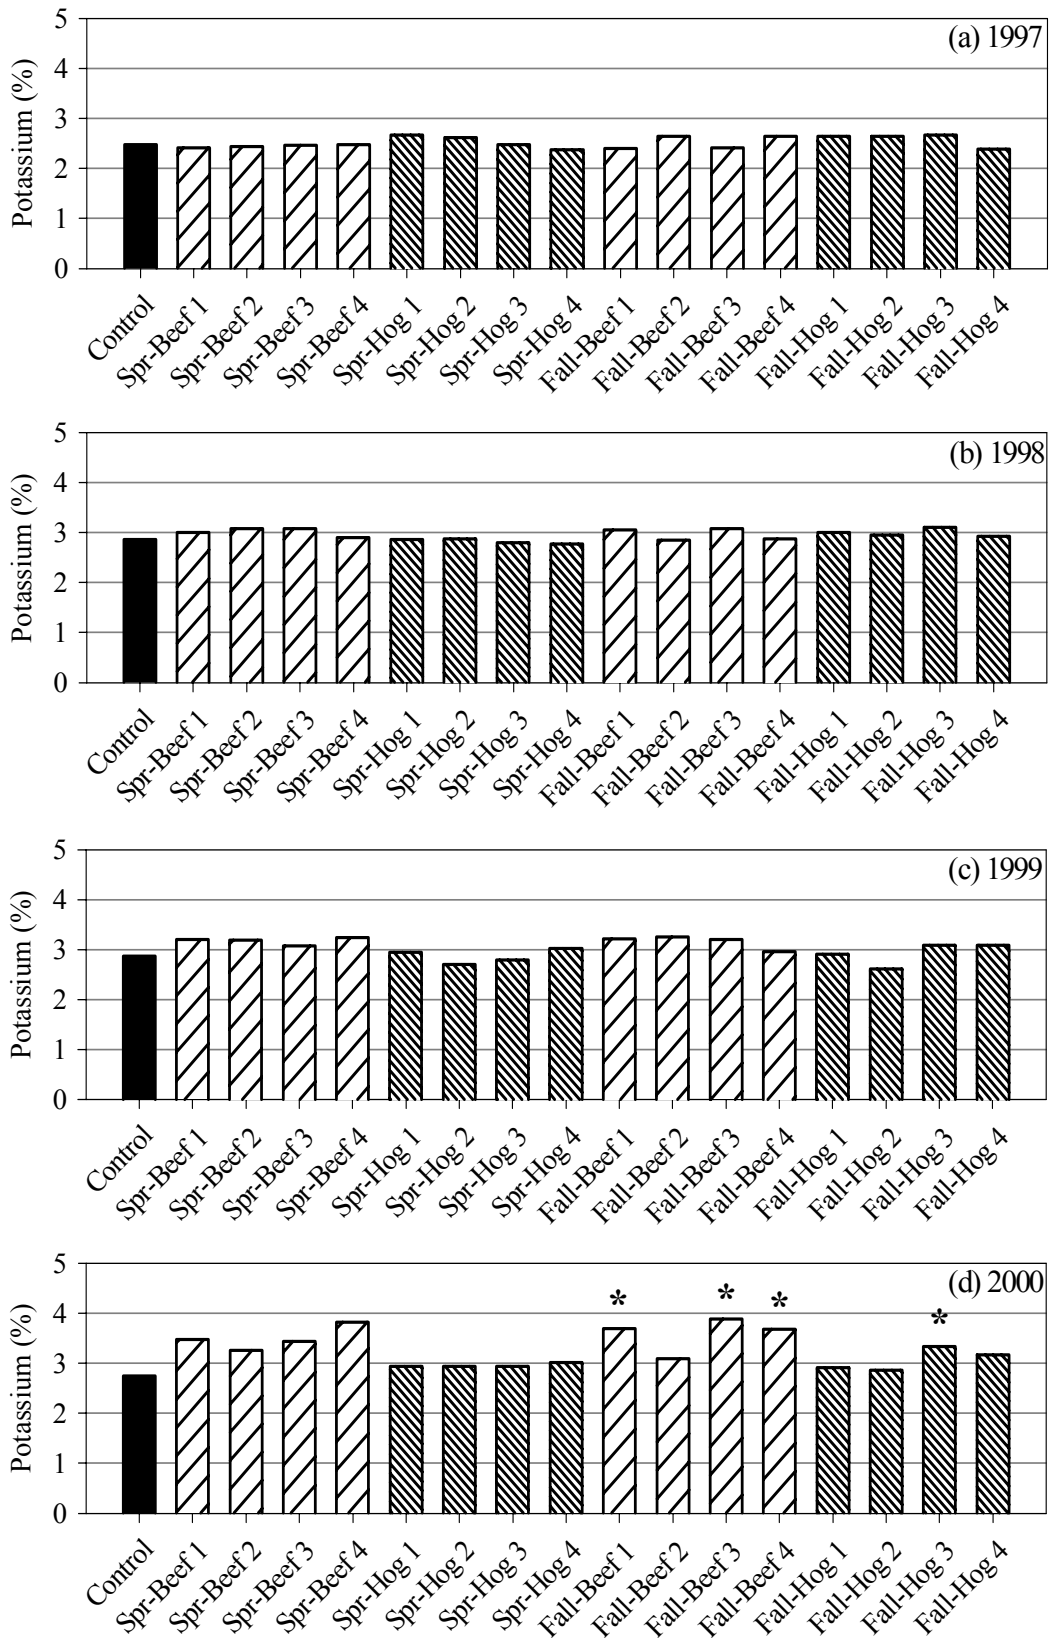 (a) 1997
Potassium (%)
5
4
3
2
1
0
Control
Spr-Beef 1
Spr-Beef 2
Spr-Beef 3
Spr-Beef 4
Spr-Hog 1
Spr-Hog 2
Spr-Hog 3
Spr-Hog 4
Fall-Beef 1
Fall-Beef 2
Fall-Beef 3
Fall-Beef 4
Fall-Hog 1
Fall-Hog 2
Fall-Hog 3
Fall-Hog 4
(b) 1998
Potassium (%)
5
4
3
2
1
0
Control
Spr-Beef 1
Spr-Beef 2
Spr-Beef 3
Spr-Beef 4
Spr-Hog 1
Spr-Hog 2
Spr-Hog 3
Spr-Hog 4
Fall-Beef 1
Fall-Beef 2
Fall-Beef 3
Fall-Beef 4
Fall-Hog 1
Fall-Hog 2
Fall-Hog 3
Fall-Hog 4
(c) 1999
Potassium (%)
5
4
3
2
1
0
Control
Spr-Beef 1
Spr-Beef 2
Spr-Beef 3
Spr-Beef 4
Spr-Hog 1
Spr-Hog 2
Spr-Hog 3
Spr-Hog 4
Fall-Beef 1
Fall-Beef 2
Fall-Beef 3
Fall-Beef 4
Fall-Hog 1
Fall-Hog 2
Fall-Hog 3
Fall-Hog 4
(d) 2000
Potassium (%)
5
4
3
2
1
0
* * * *
Control
Spr-Beef 1
Spr-Beef 2
Spr-Beef 3
Spr-Beef 4
Spr-Hog 1
Spr-Hog 2
Spr-Hog 3
Spr-Hog 4
Fall-Beef 1
Fall-Beef 2
Fall-Beef 3
Fall-Beef 4
Fall-Hog 1
Fall-Hog 2
Fall-Hog 3
Fall-Hog 4